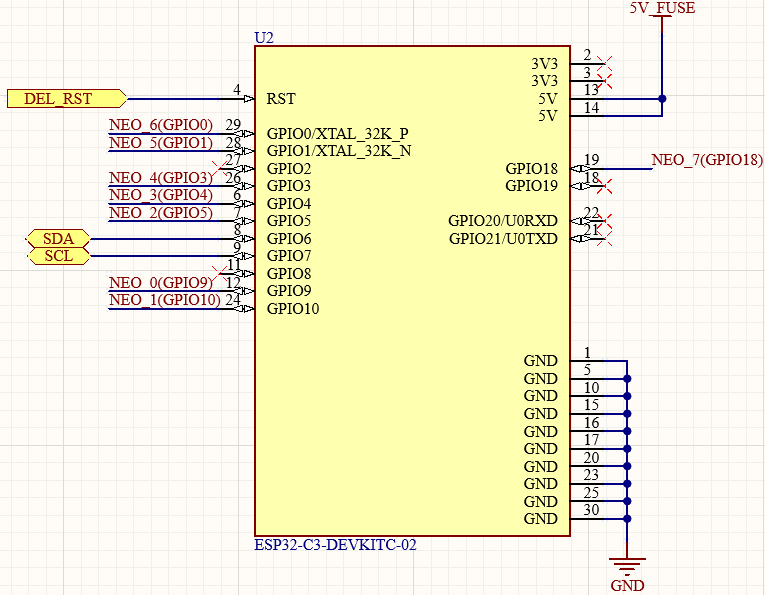 5V_FUSE
U2
3V3 2
3V3 3
DEL_RST 4 RST 5V 13
5V 14
NEO_6(GPIO0) 29 GPIO0/XTAL_32K_P
NEO_5(GPIO1) 28 GPIO1/XTAL_32K_N
27 GPIO2 GPIO18 19 NEO_7(GPIO18)
NEO_4(GPIO3) 26 GPIO3 GPIO19 18
NEO_3(GPIO4) 6 GPIO4
NEO_2(GPIO5) 7 GPIO5 GPIO20/U0RXD 22
SDA 8 GPIO6 GPIO21/U0TXD 21
SCL 9 GPIO7
11 GPIO8
NEO_0(GPIO9) 12 GPIO9
NEO_1(GPIO10) 24 GPIO10
GND 1
GND 5
GND 10
GND 15
GND 16
GND 17
GND 20
GND 23
GND 25
GND 30
ESP32-C3-DEVKITC-02
GND